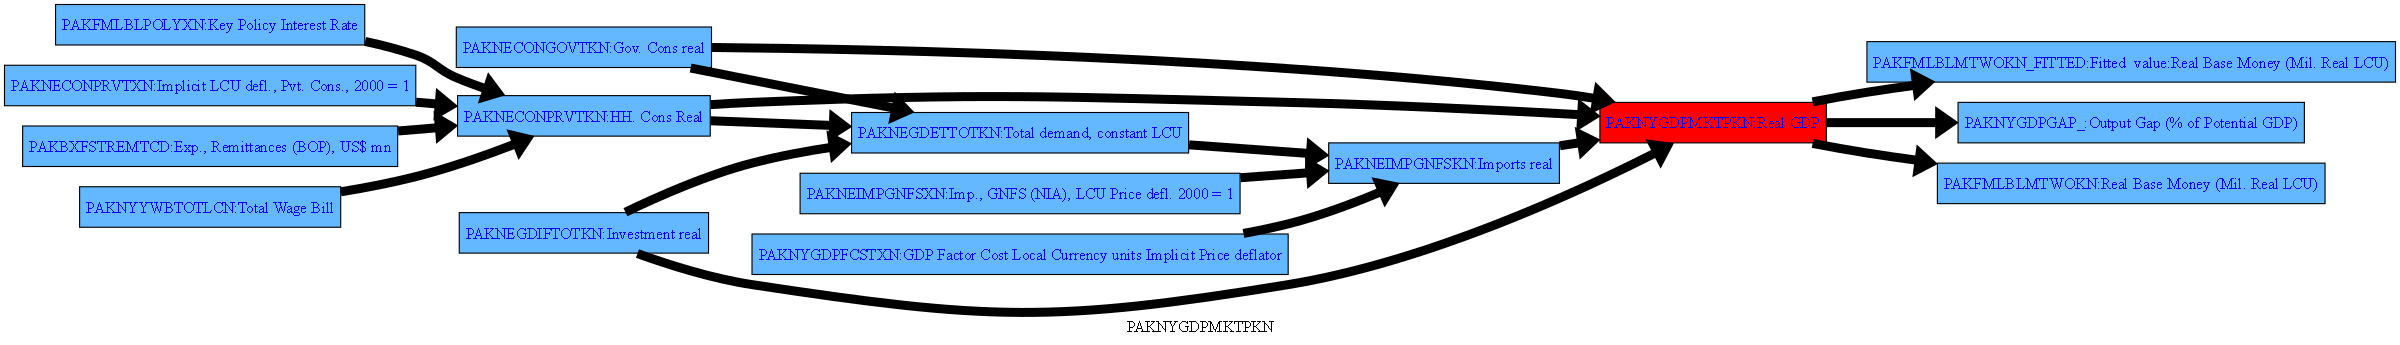 PAKFMLBLPOLYXN:Key Policy Interest Rate
PAKNECONPRVTXN:Implicit LCU defl., Pvt. Cons., 2000 = 1
PAKBXFSTREMTCD:Exp., Remittances (BOP), US$ mn
PAKNYYWBTOTLCN:Total Wage Bill
PAKNECONGOVTKN:Gov. Cons real
PAKNECONPRVTKN:HH. Cons Real
PAKNEGDIFTOTKN:Investment real
PAKNEGDETTOTKN:Total demand, constant LCU
PAKNEIMPGNFSXN:Imp., GNFS (NIA), LCU Price defl. 2000 = 1
PAKNYGDPFCSTXN:GDP Factor Cost Local Currency units Implicit Price deflator
PAKNEIMPGNFSKN:Imports real
PAKNYGDPMKTPKN:Real GDP
PAKFMLBLMTWOKN_FITTED:Fitted value:Real Base Money (Mil. Real LCU)
PAKNYGDPGAP_:Output Gap (% of Potential GDP)
PAKFMLBLMTWOKN:Real Base Money (Mil. Real LCU)
PAKNYGDPMKTPKN